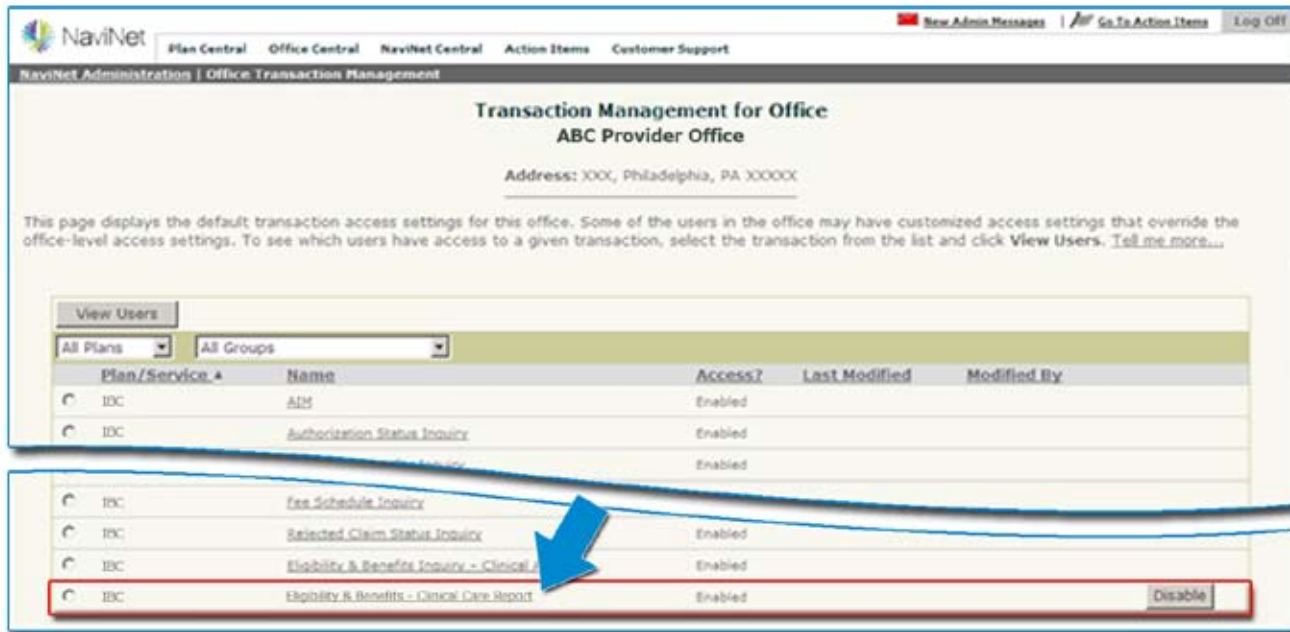 New Admin Messages | Go To Action Items Log Off
NaviNet Plan Central Office Central NaviNet Central Action Items Customer Support
NaviNet Administration | Office Transaction Management
Transaction Management for Office
ABC Provider Office
Address: XXX, Philadelphia, PA XXXXX
This page displays the default transaction access settings for this office. Some of the users in the office may have customized access settings that override the
office-level access settings. To see which users have access to a given transaction, select the transaction from the list and click View Users. Tell me more...
View Users
All Plans All Groups
Plan/Service Name Access? Last Modified Modified By
IBC AIM Enabled
IBC Authorization Status Inquiry Enabled
Inquiry Enabled
IBC Fee Schedule Inquiry
IBC Rejected Claim Status Inquiry Enabled
IBC Eligibility & Benefits Inquiry - Clinical Enabled
IBC Eligibility & Benefits - Clinical Care Report Enabled Disable